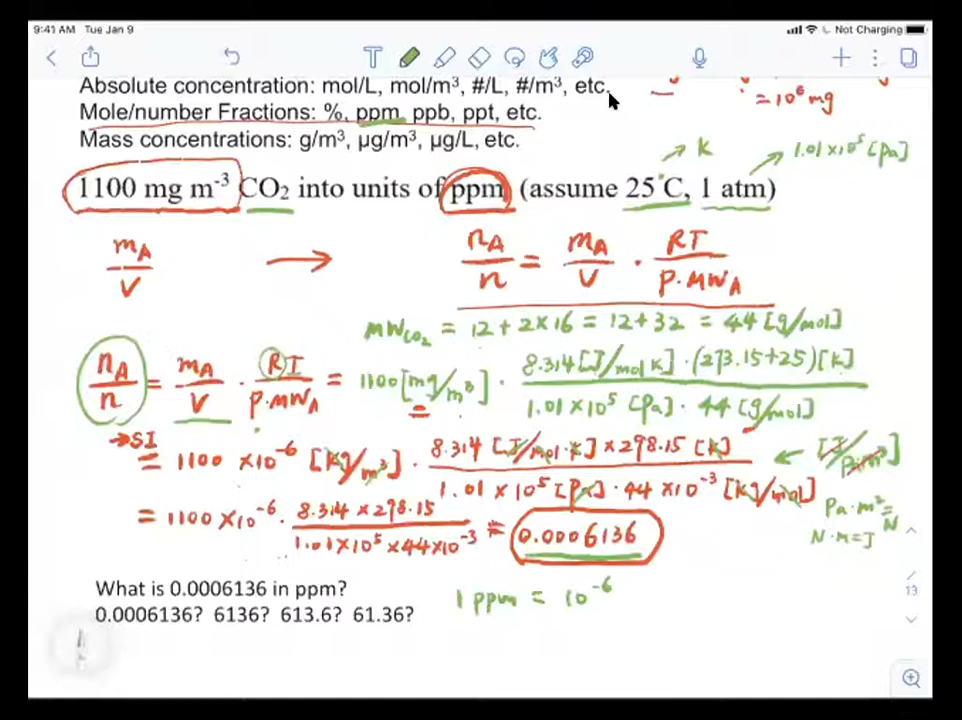 9:41 AM Tue Jan 9
Not Charging
T
Absolute concentration: mol/L, mol/m³, #/L, #/m³, etc.
= 10⁶ mg
Mole/number Fractions: %, ppm, ppb, ppt, etc.
Mass concentrations: g/m³, µg/m³, µg/L, etc.
K
1.01×10⁵ [Pa]
1100 mg m⁻³ CO₂ into units of ppm (assume 25°C, 1 atm)
m_A/V → n_A/n = m_A/V · RT/(P·MW_A)
MW_CO₂ = 12 + 2×16 = 12+32 = 44 [g/mol]
n_A/n = m_A/V · RT/(P·MW_A) = 1100 [mg/m³] · 8.314 [J/mol K] · (273.15+25) [K] / 1.01×10⁵ [Pa] · 44 [g/mol]
→SI
= 1100 ×10⁻⁶ [kg/m³] · 8.314 [J/mol·K] × 298.15 [K] / 1.01 × 10⁵ [Pa] · 44 ×10⁻³ [kg/mol] ← [J/Pa·m³]
= 1100 ×10⁻⁶ · 8.314 × 298.15 / 1.01×10⁵ × 44×10⁻³ = 0.0006136
Pa·m² = N
N·m = J
What is 0.0006136 in ppm?
1 ppm = 10⁻⁶
0.0006136? 6136? 613.6? 61.36?
13